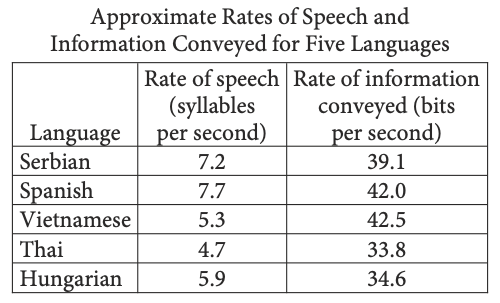 Approximate Rates of Speech and
Information Conveyed for Five Languages
Language
Rate of speech
(syllables
per second)
Rate of information
conveyed (bits
per second)
Serbian 7.2 39.1
Spanish 7.7 42.0
Vietnamese 5.3 42.5
Thai 4.7 33.8
Hungarian 5.9 34.6